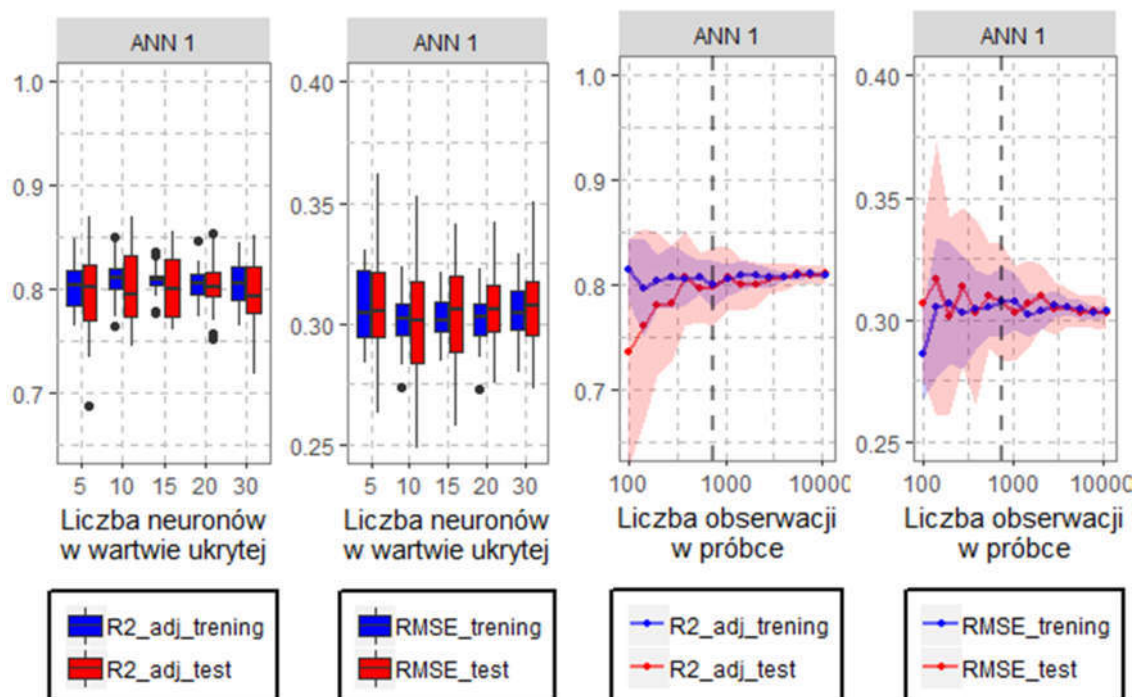 ANN 1
1.0
0.9
0.8
0.7
5 10 15 20 30
Liczba neuronów
w wartwie ukrytej
R2_adj_trening
R2_adj_test
ANN 1
0.40
0.35
0.30
0.25
5 10 15 20 30
Liczba neuronów
w wartwie ukrytej
RMSE_trening
RMSE_test
ANN 1
1.0
0.9
0.8
0.7
100 1000 10000
Liczba obserwacji
w próbce
R2_adj_trening
R2_adj_test
ANN 1
0.40
0.35
0.30
0.25
100 1000 10000
Liczba obserwacji
w próbce
RMSE_trening
RMSE_test